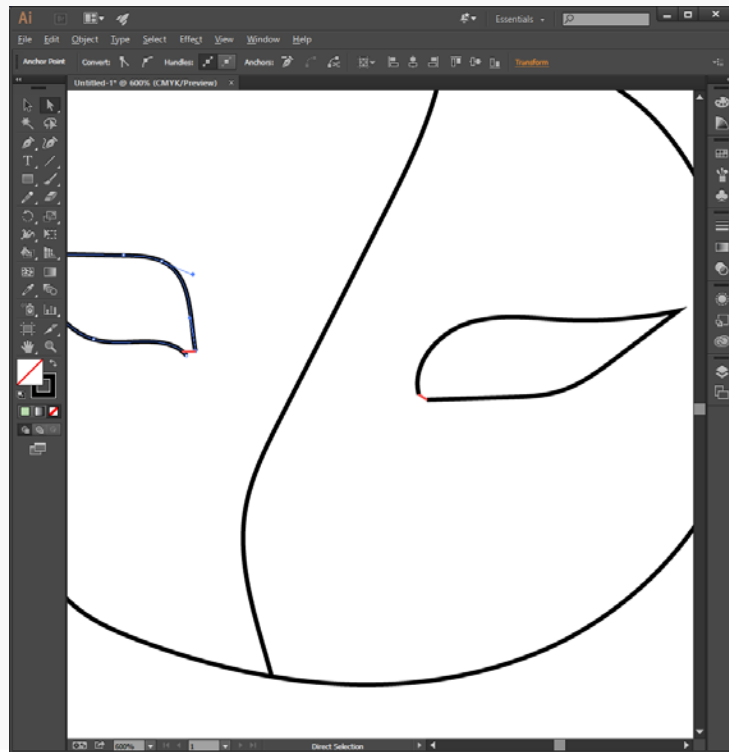 Ai
Essentials
File Edit Object Type Select Effect View Window Help
Anchor Point Convert: Handles: Anchors: Transform
Untitled-1* @ 600% (CMYK/Preview) ×
T
600% 1 Direct Selection